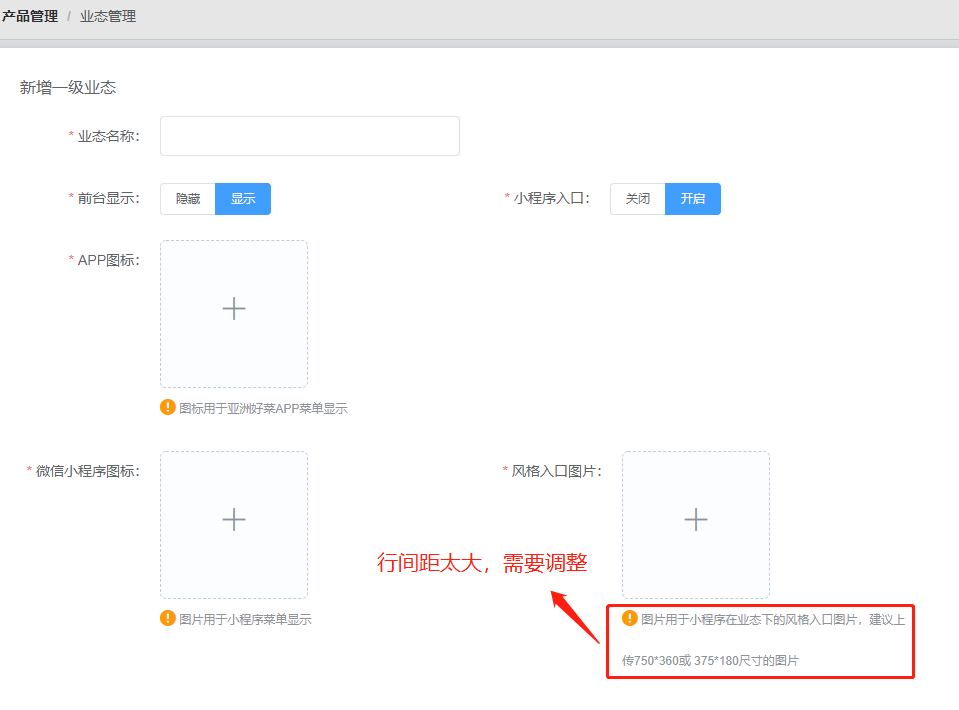 产品管理 / 业态管理
新增一级业态
* 业态名称:
* 前台显示: 隐藏 显示 * 小程序入口: 关闭 开启
* APP图标:
图标用于亚洲好菜APP菜单显示
* 微信小程序图标: * 风格入口图片:
行间距太大，需要调整
图片用于小程序菜单显示
图片用于小程序在业态下的风格入口图片，建议上
传750*360或 375*180尺寸的图片